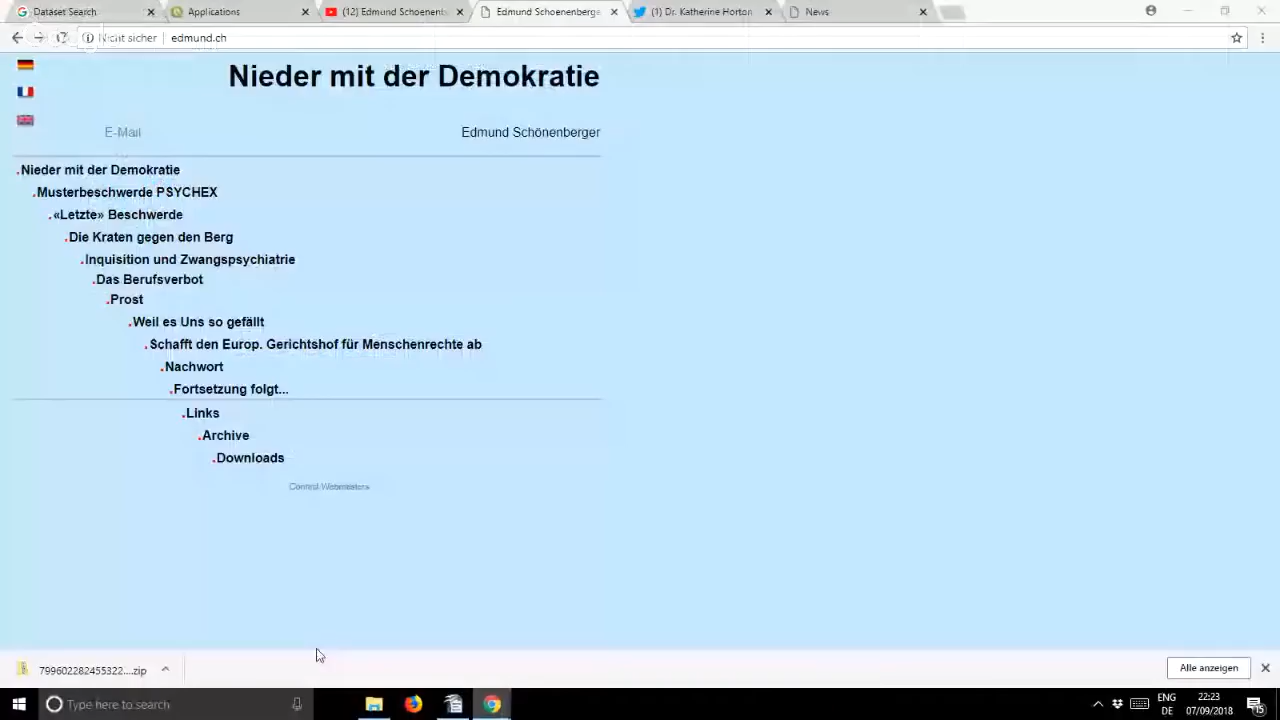 Dataset Search
Applications
(12) Edmund Schoenenb
Edmund Schoenenberge
(1) Dr. Katherine Horton
News
Nicht sicher | edmund.ch
Nieder mit der Demokratie
E-Mail
Edmund Schönenberger
.Nieder mit der Demokratie
.Musterbeschwerde PSYCHEX
.«Letzte» Beschwerde
.Die Kraten gegen den Berg
.Inquisition und Zwangspsychiatrie
.Das Berufsverbot
.Prost
.Weil es Uns so gefällt
.Schafft den Europ. Gerichtshof für Menschenrechte ab
.Nachwort
.Fortsetzung folgt...
.Links
.Archive
.Downloads
799602282455322....zip
Alle anzeigen
Type here to search
ENG
DE
22:23
07/09/2018